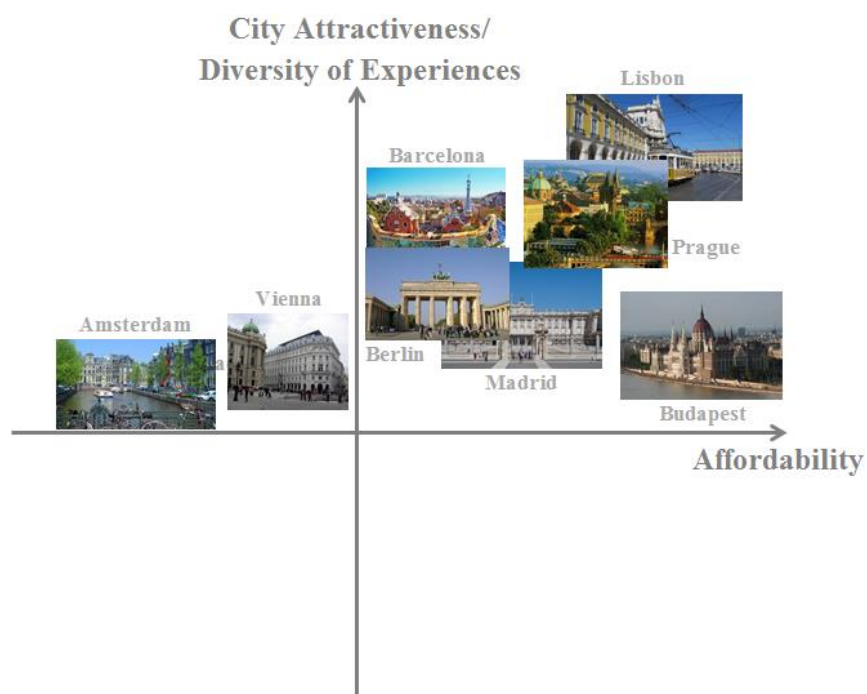 City Attractiveness/
Diversity of Experiences
Lisbon
Barcelona
Prague
Vienna
Amsterdam
Berlin
Madrid
Budapest
Affordability